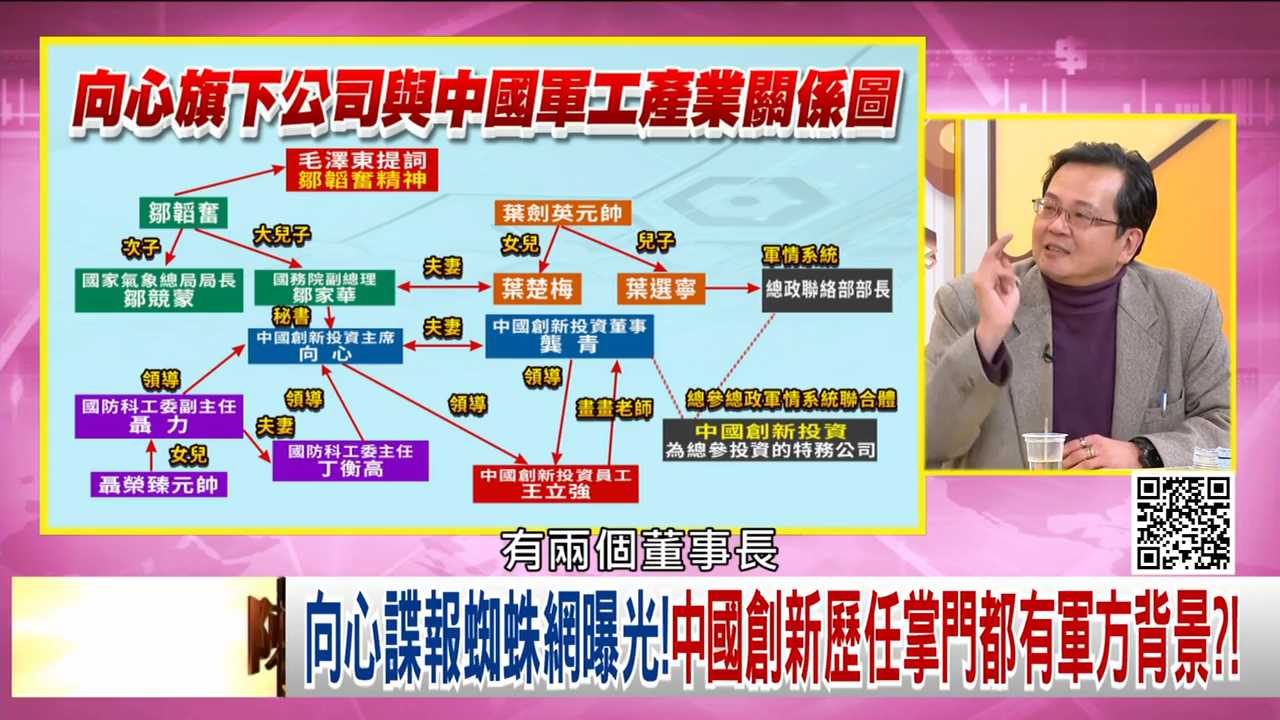 向心旗下公司與中國軍工產業關係圖
毛澤東提詞
鄒韜奮精神
鄒韜奮
葉劍英元帥
次子
大兒子
女兒
兒子
軍情系統
國家氣象總局局長
鄒競蒙
國務院副總理
鄒家華
夫妻
葉楚梅
葉選寧
總政聯絡部部長
秘書
中國創新投資主席
向心
夫妻
中國創新投資董事
龔青
領導
領導
領導
領導
畫畫老師
總參總政軍情系統聯合體
國防科工委副主任
聶力
夫妻
中國創新投資
為總參投資的特務公司
女兒
國防科工委主任
丁衡高
聶榮臻元帥
中國創新投資員工
王立強
有兩個董事長
向心諜報蜘蛛網曝光!中國創新歷任掌門都有軍方背景?!